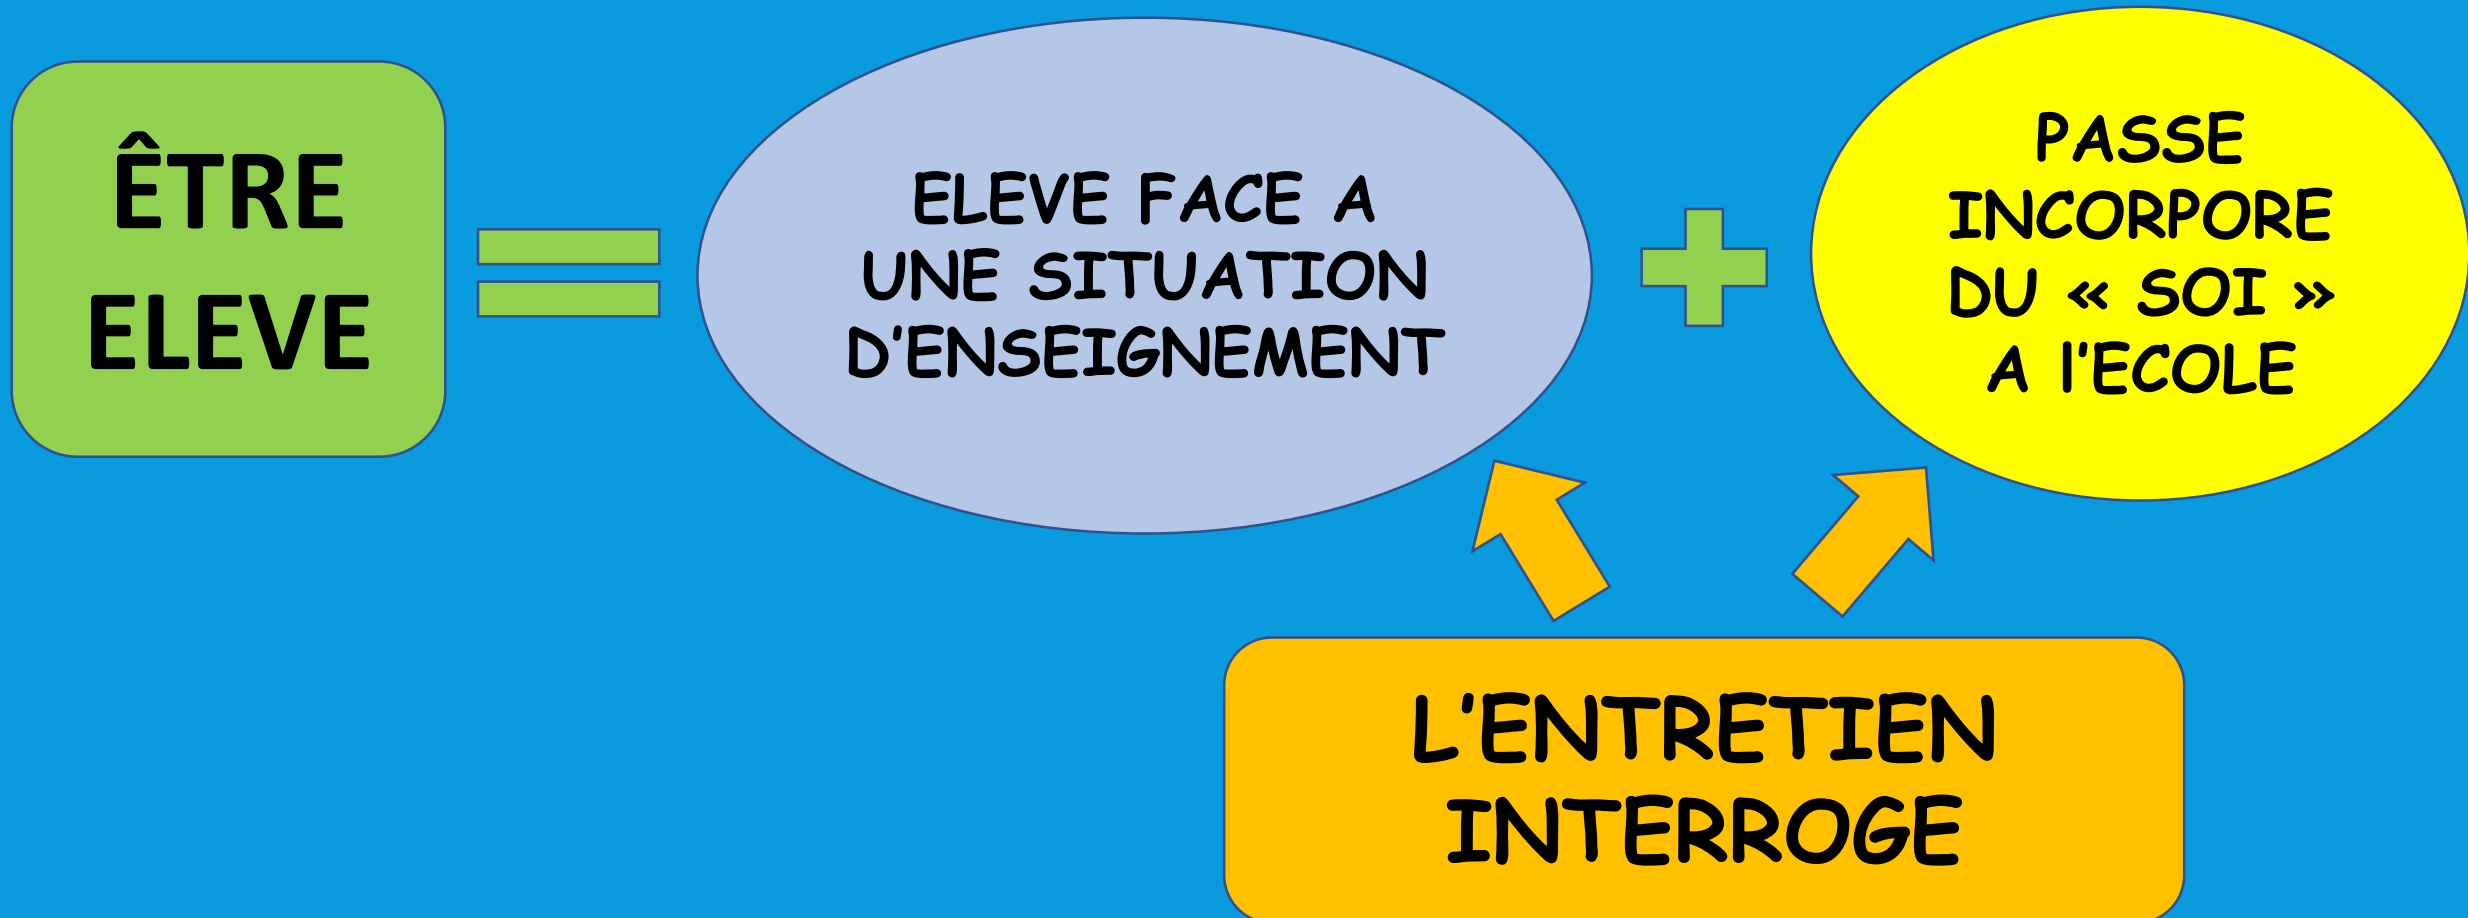 ÊTRE
ELEVE
ELEVE FACE A
UNE SITUATION
D'ENSEIGNEMENT
PASSE
INCORPORE
DU « SOI »
A l'ECOLE
L'ENTRETIEN
INTERROGE